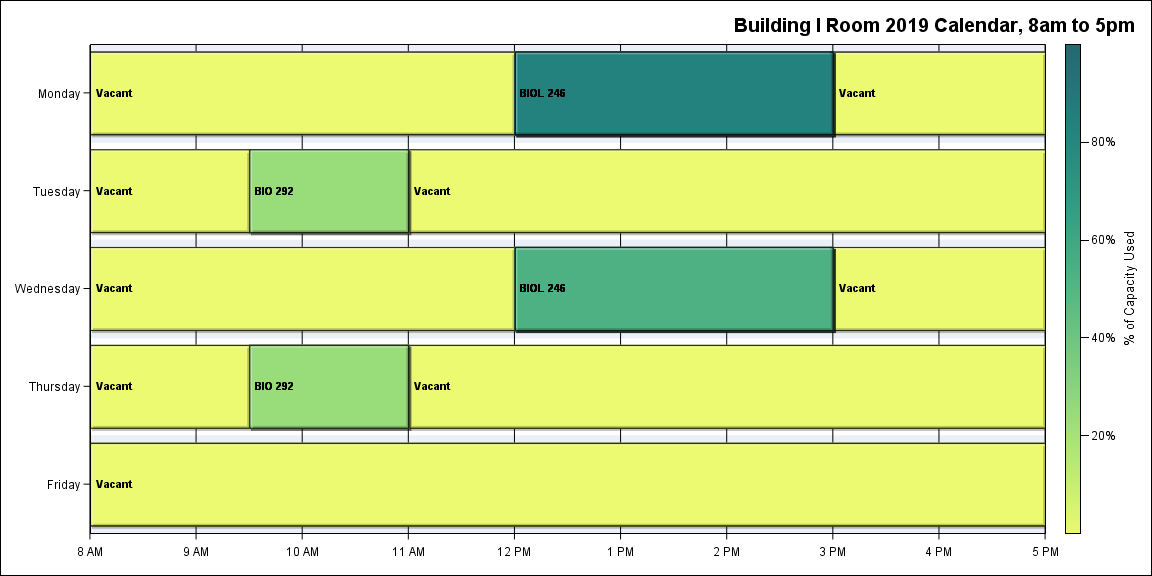 Building I Room 2019 Calendar, 8am to 5pm
Monday
Vacant
BIOL 246
Vacant
Tuesday
Vacant
BIO 292
Vacant
Wednesday
Vacant
BIOL 246
Vacant
Thursday
Vacant
BIO 292
Vacant
Friday
Vacant
8 AM
9 AM
10 AM
11 AM
12 PM
1 PM
2 PM
3 PM
4 PM
5 PM
80%
60%
40%
20%
% of Capacity Used